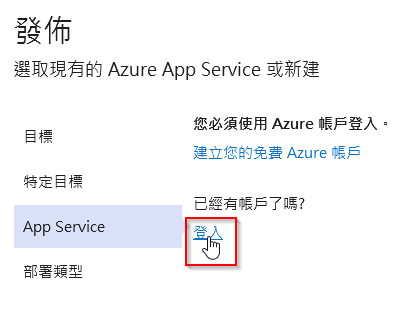 發佈
選取現有的 Azure App Service 或新建
目標
特定目標
App Service
部署類型
您必須使用 Azure 帳戶登入。
建立您的免費 Azure 帳戶
已經有帳戶了嗎?
登入